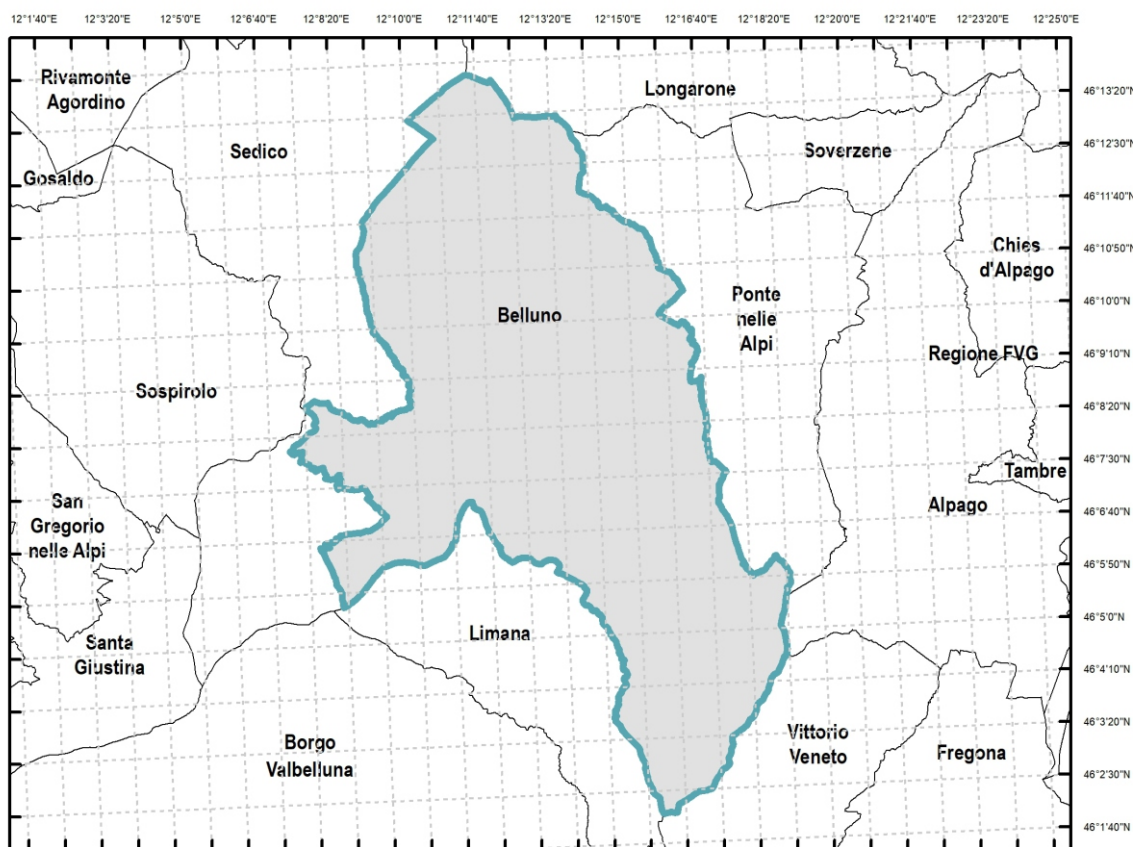 12°1'40"E 12°3'20"E 12°5'0"E 12°6'40"E 12°8'20"E 12°10'0"E 12°11'40"E 12°13'20"E 12°15'0"E 12°16'40"E 12°18'20"E 12°20'0"E 12°21'40"E 12°23'20"E 12°25'0"E
Rivamonte
Agordino
Longarone
46°13'20"N
Sedico
Soverzene
46°12'30"N
Gosaldo
46°11'40"N
Chies
d'Alpago
46°10'50"N
Ponte
nelle
Alpi
46°10'0"N
Belluno
Regione FVG
46°9'10"N
Sospirolo
46°8'20"N
Tambre
46°7'30"N
San
Gregorio
nelle Alpi
Alpago
46°6'40"N
46°5'50"N
Limana
46°5'0"N
Santa
Giustina
46°4'10"N
Borgo
Valbelluna
Vittorio
Veneto
Fregona
46°3'20"N
46°2'30"N
46°1'40"N